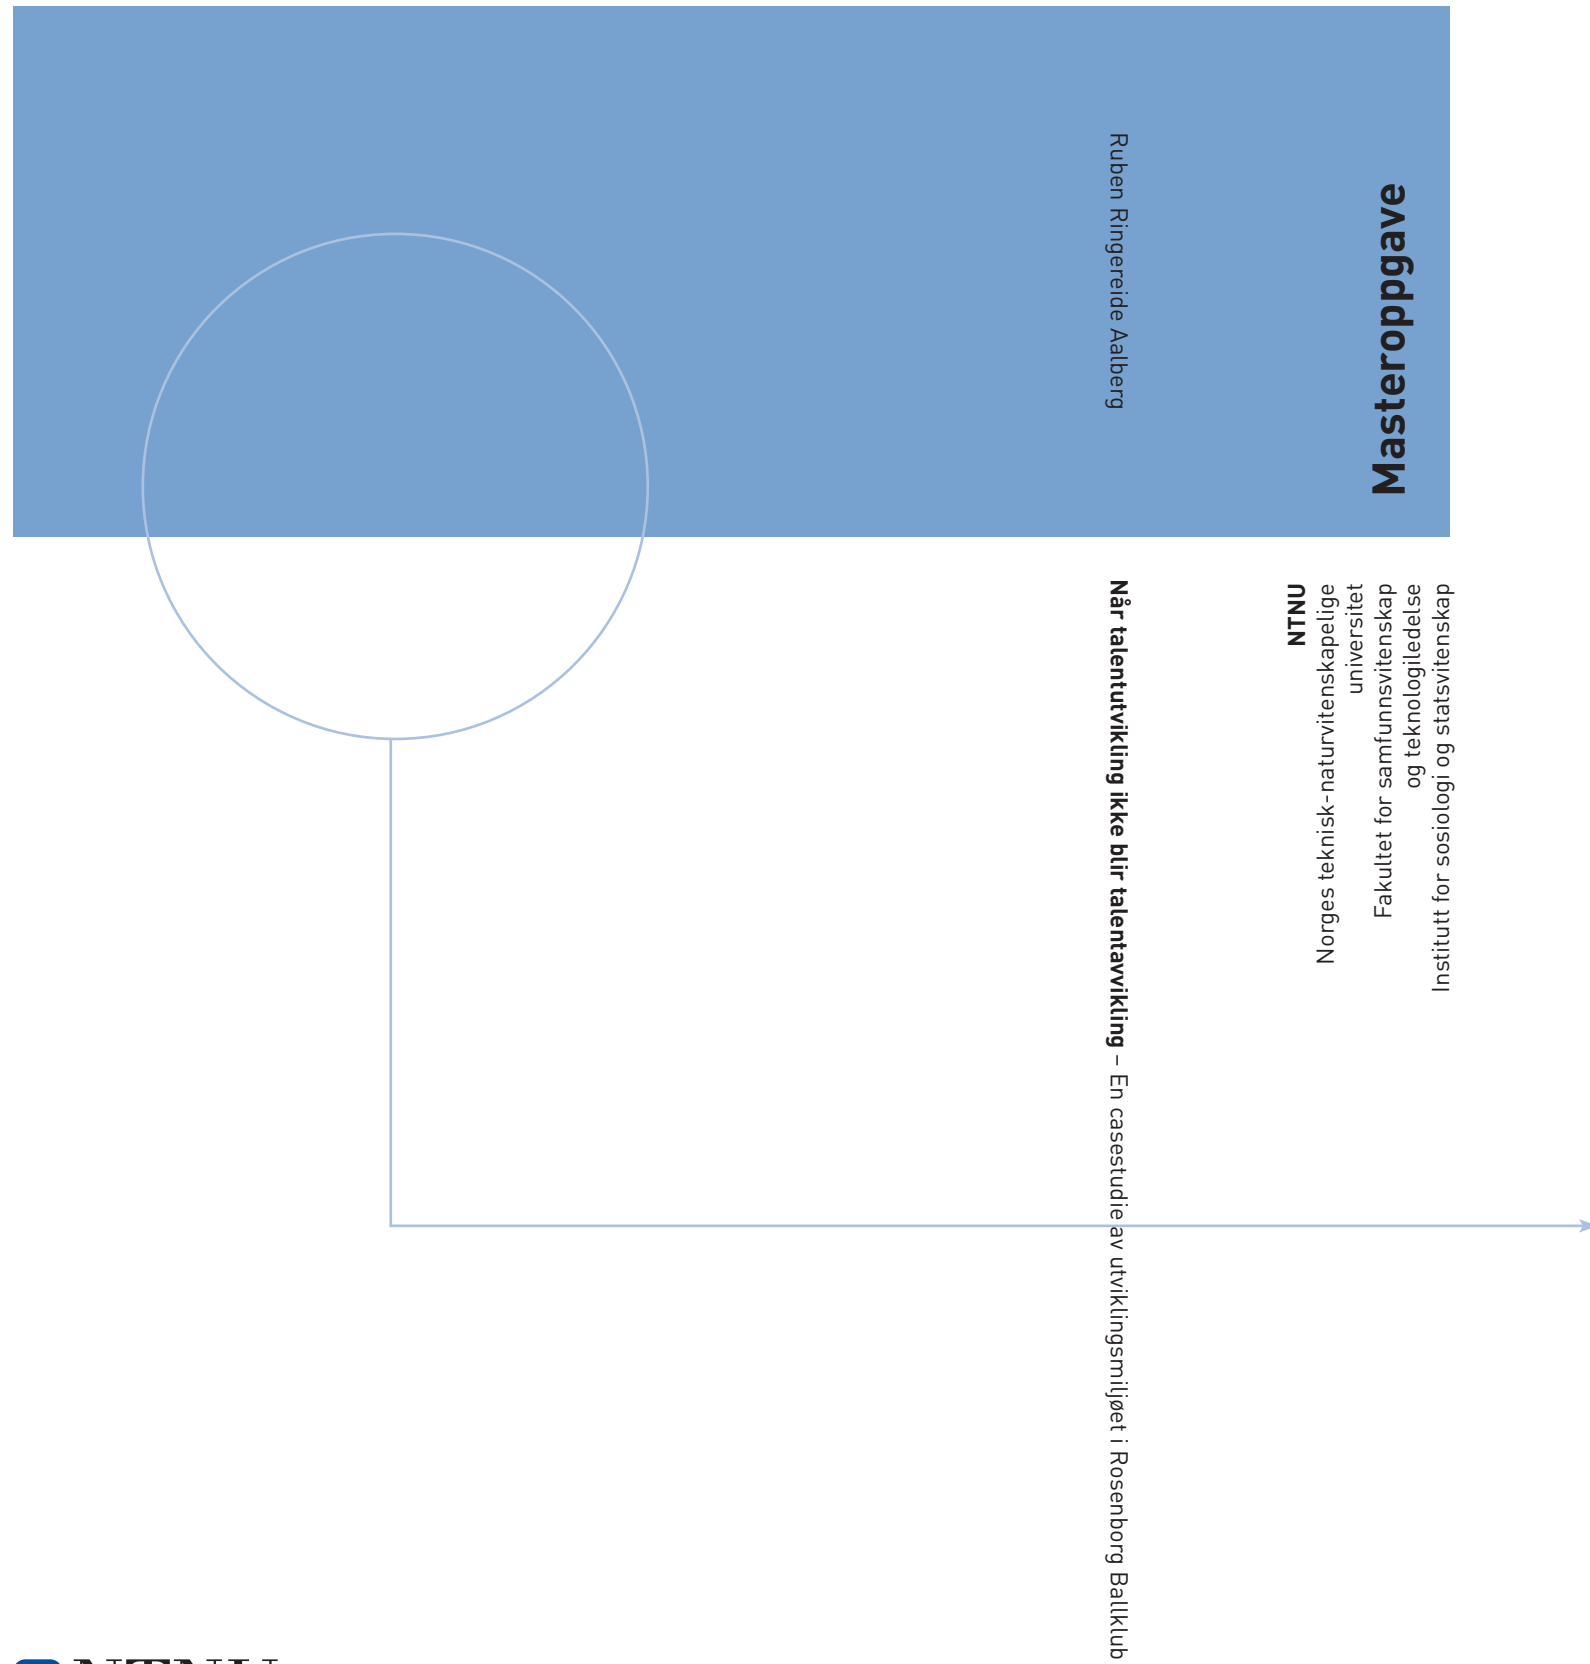 Ruben Ringereide Aalberg
Når talentutvikling ikke blir talentavvikling – En casestudie av utviklingsmiljøet i Rosenborg Ballklub
Masteroppgave
NTNU
Norges teknisk-naturvitenskapelige
universitet
Fakultet for samfunnsvitenskap
og teknologiledelse
Institutt for sosiologi og statsvitenskap
NTNU